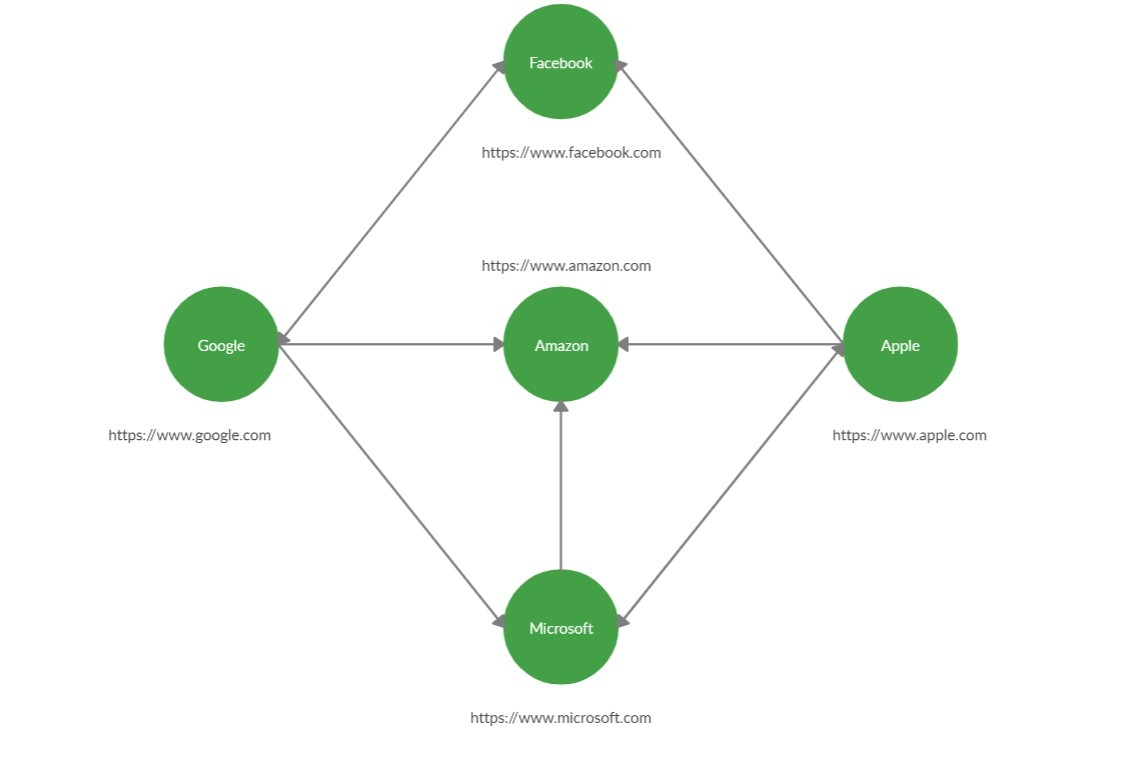 Facebook
https://www.facebook.com
https://www.amazon.com
Google
Amazon
Apple
https://www.google.com
https://www.apple.com
Microsoft
https://www.microsoft.com